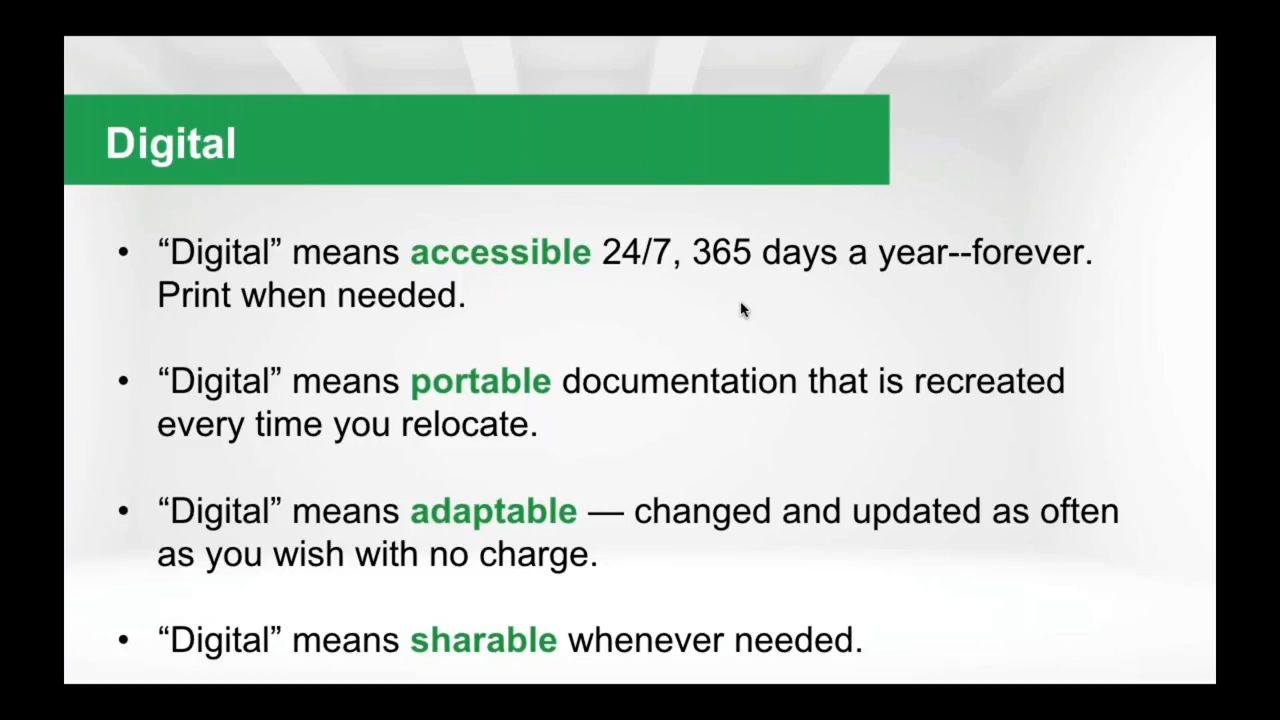 Digital
• “Digital” means accessible 24/7, 365 days a year--forever.
Print when needed.
• “Digital” means portable documentation that is recreated
every time you relocate.
• “Digital” means adaptable — changed and updated as often
as you wish with no charge.
• “Digital” means sharable whenever needed.